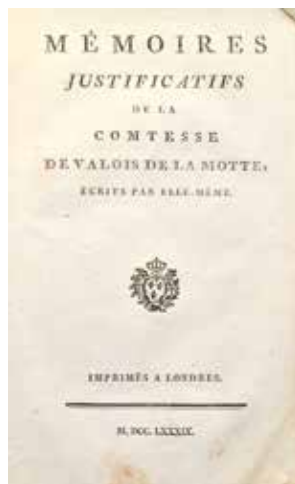 MÉMOIRES
JUSTIFICATIFS
DE LA
COMTESSE
DE VALOIS DE LA MOTTE,
ÉCRITS PAR ELLE-MÊME.
IMPRIMÉS A LONDRES.
M. DCC. LXXXIX.